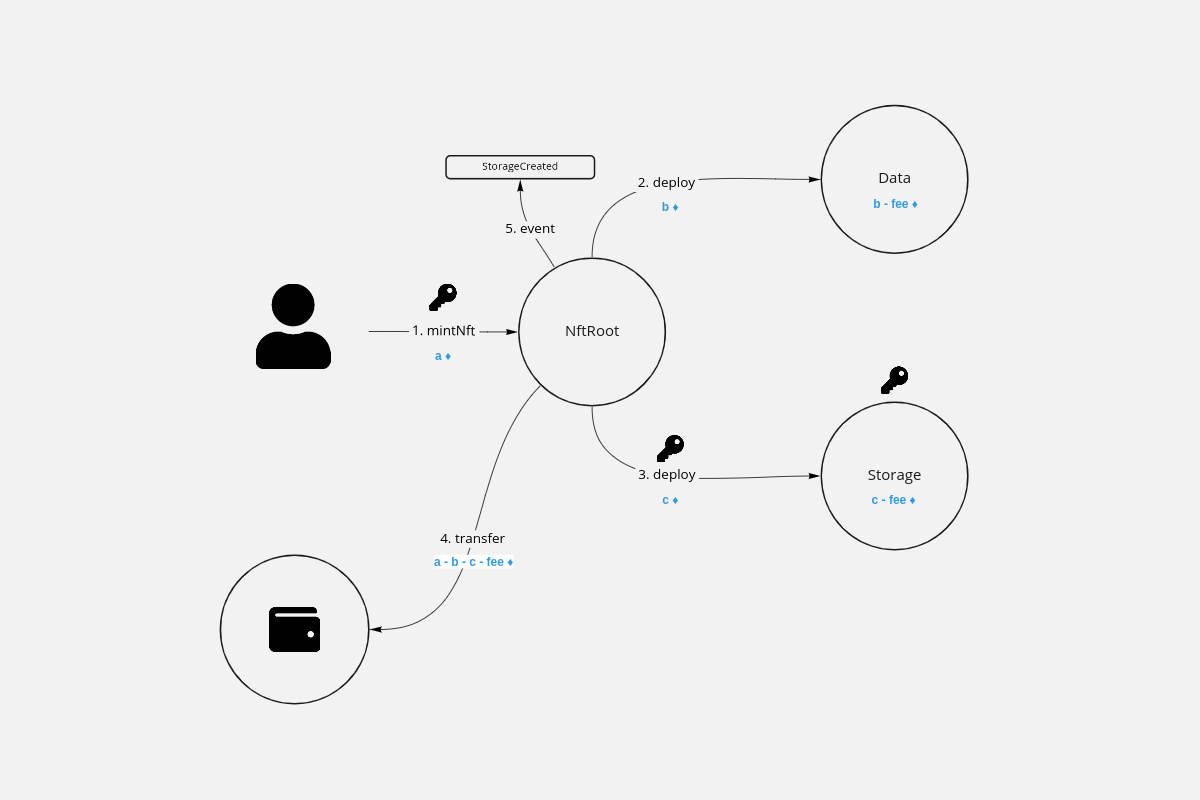 StorageCreated
2. deploy
b ♦
Data
b - fee ♦
5. event
1. mintNft
a ♦
NftRoot
3. deploy
c ♦
Storage
c - fee ♦
4. transfer
a - b - c - fee ♦